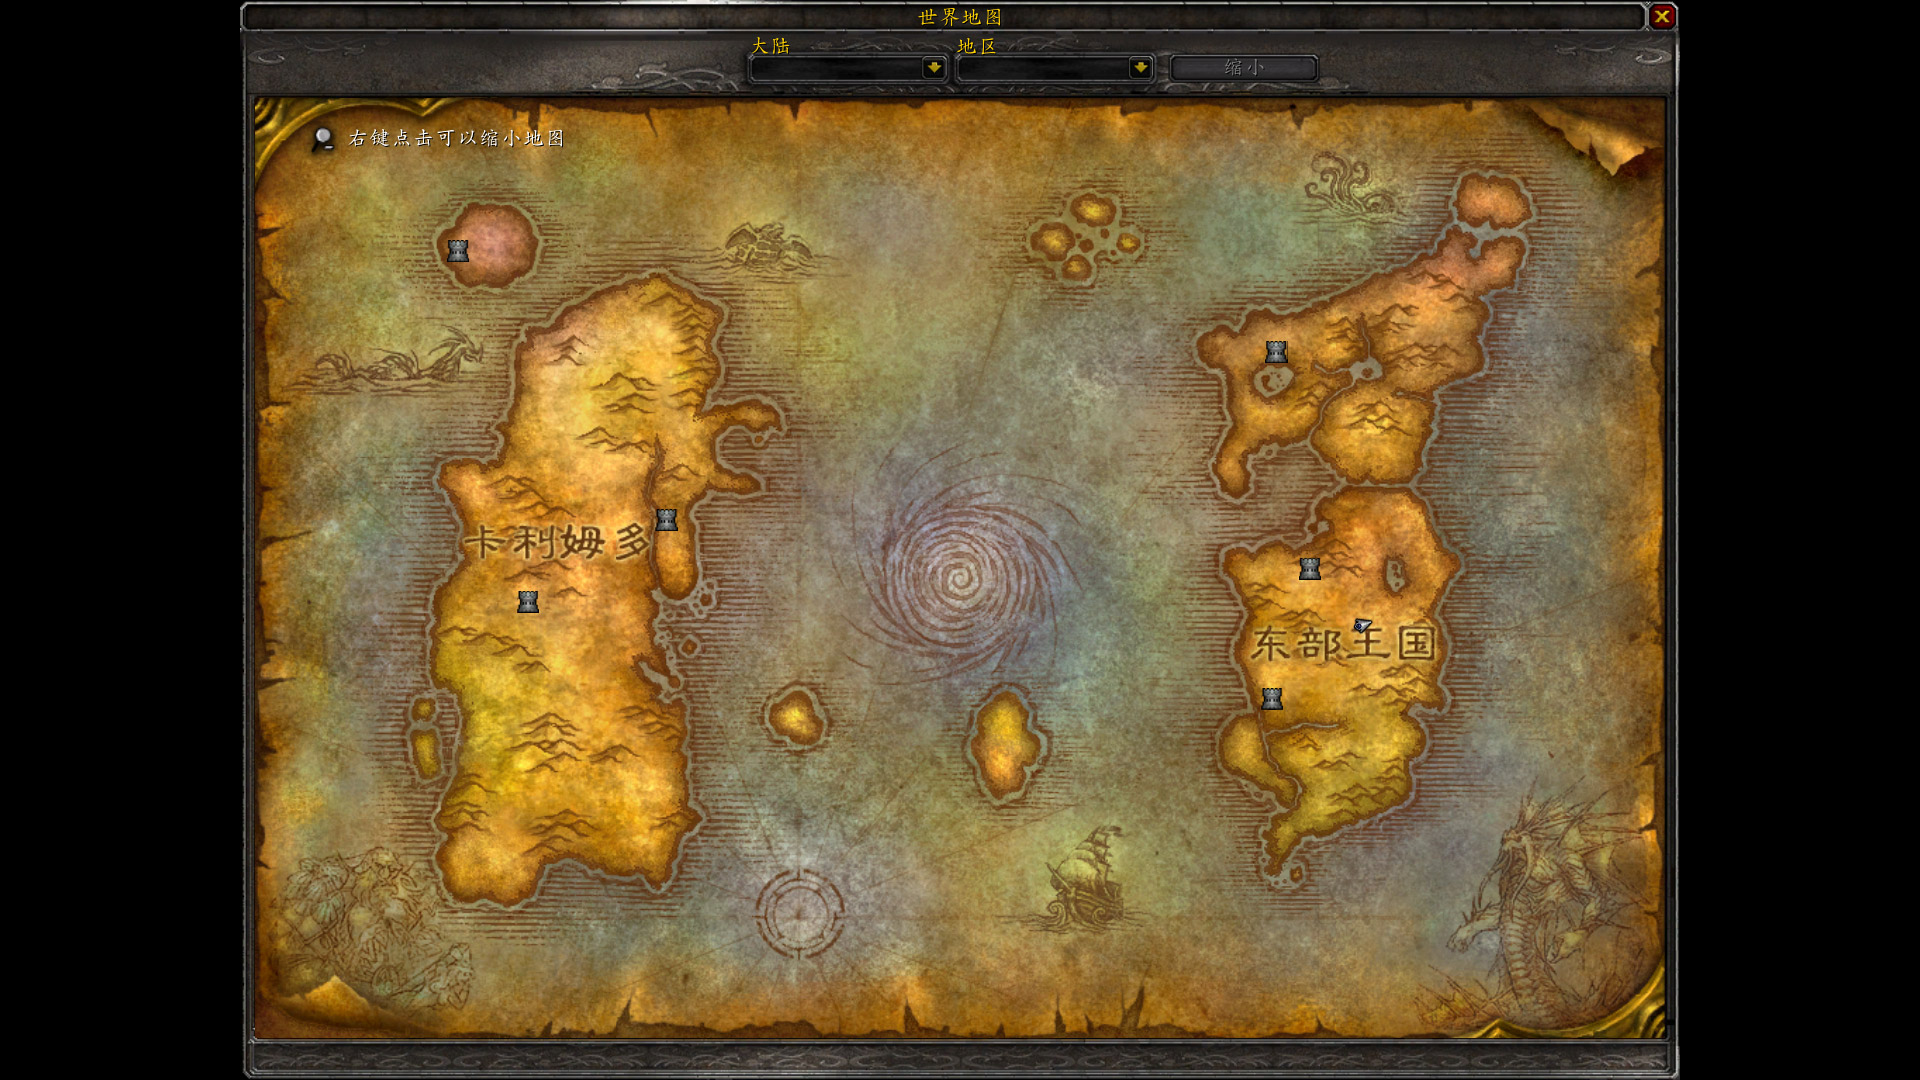 世界地图
大陆 地区
缩小
右键点击可以缩小地图
卡利姆多
东部王国